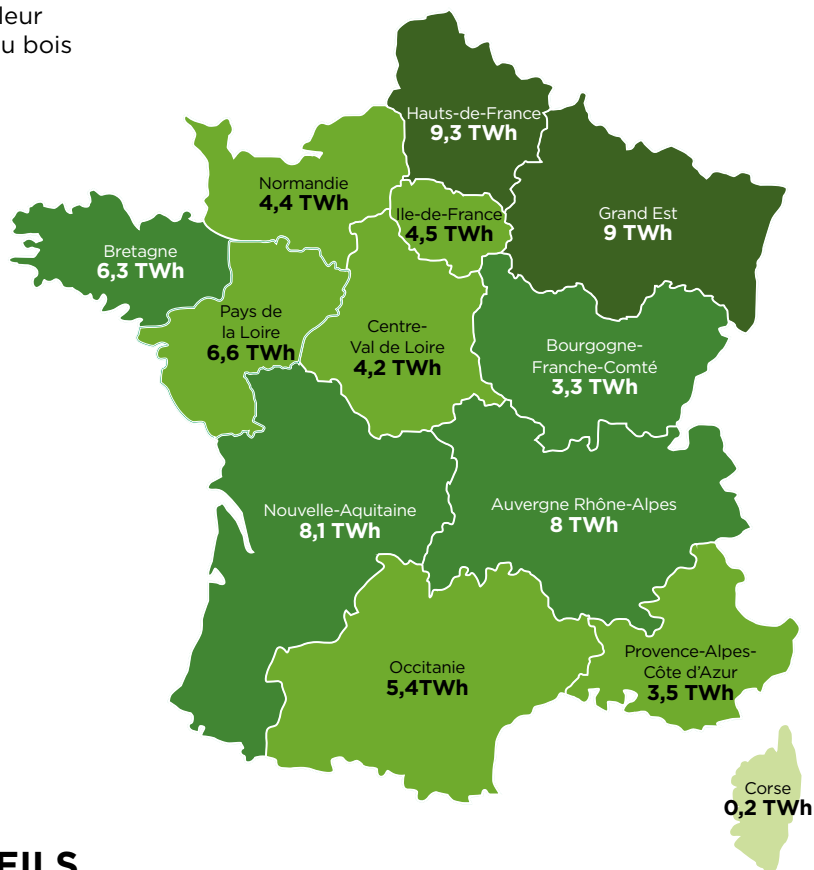 u bois
Hauts-de-France
9,3 TWh
Normandie
4,4 TWh
Ile-de-France
4,5 TWh
Grand Est
9 TWh
Bretagne
6,3 TWh
Pays de
la Loire
6,6 TWh
Centre-
Val de Loire
4,2 TWh
Bourgogne-
Franche-Comté
3,3 TWh
Nouvelle-Aquitaine
8,1 TWh
Auvergne Rhône-Alpes
8 TWh
Occitanie
5,4TWh
Provence-Alpes-
Côte d'Azur
3,5 TWh
Corse
0,2 TWh